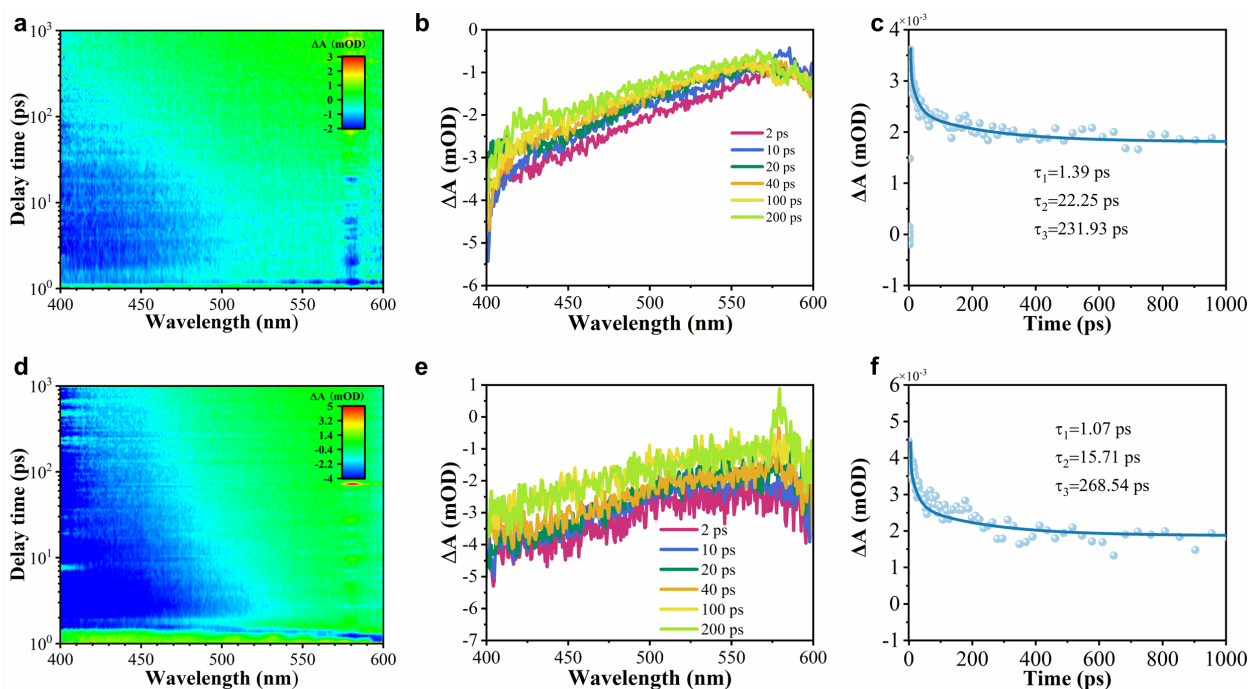 a
ΔA (mOD)
3
2
1
0
-1
-2
10³
10²
10¹
10⁰
Delay time (ps)
400 450 500 550 600
Wavelength (nm)
b
0
-1
-2
-3
-4
-5
-6
ΔA (mOD)
2 ps
10 ps
20 ps
40 ps
100 ps
200 ps
400 450 500 550 600
Wavelength (nm)
c
×10⁻³
4
3
2
1
0
-1
ΔA (mOD)
τ₁=1.39 ps
τ₂=22.25 ps
τ₃=231.93 ps
0 200 400 600 800 1000
Time (ps)
d
ΔA (mOD)
5
3.2
1.4
-0.4
-2.2
-4
10³
10²
10¹
10⁰
Delay time (ps)
400 450 500 550 600
Wavelength (nm)
e
1
0
-1
-2
-3
-4
-5
-6
-7
ΔA (mOD)
2 ps
10 ps
20 ps
40 ps
100 ps
200 ps
400 450 500 550 600
Wavelength (nm)
f
×10⁻³
6
5
4
3
2
1
0
-1
ΔA (mOD)
τ₁=1.07 ps
τ₂=15.71 ps
τ₃=268.54 ps
0 200 400 600 800 1000
Time (ps)